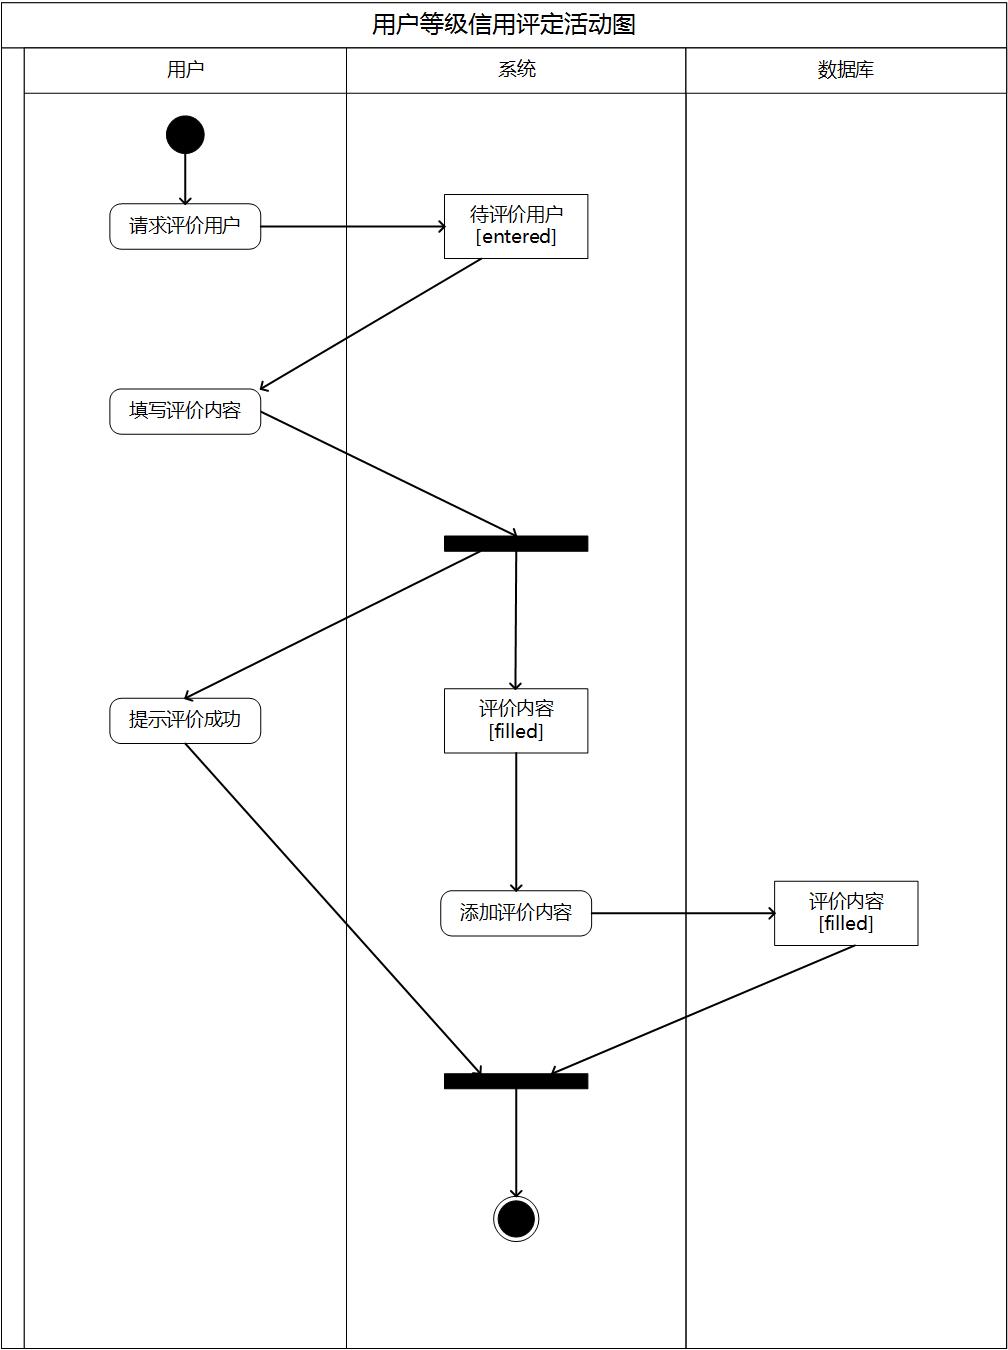 用户等级信用评定活动图
用户
系统
数据库
请求评价用户
待评价用户
[entered]
填写评价内容
提示评价成功
评价内容
[filled]
添加评价内容
评价内容
[filled]